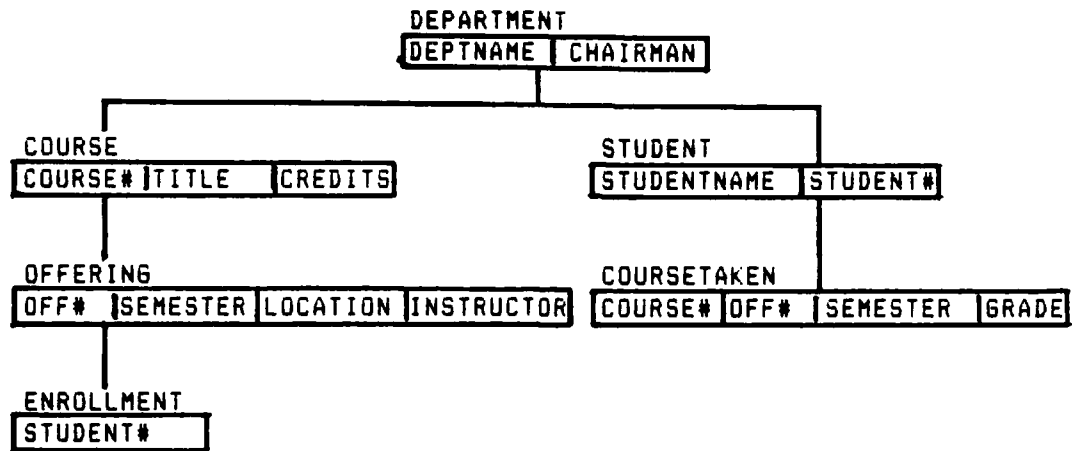 DEPARTMENT
DEPTNAME CHAIRMAN
COURSE
COURSE# TITLE CREDITS
STUDENT
STUDENTNAME STUDENT#
OFFERING
OFF# SEMESTER LOCATION INSTRUCTOR
COURSETAKEN
COURSE# OFF# SEMESTER GRADE
ENROLLMENT
STUDENT#